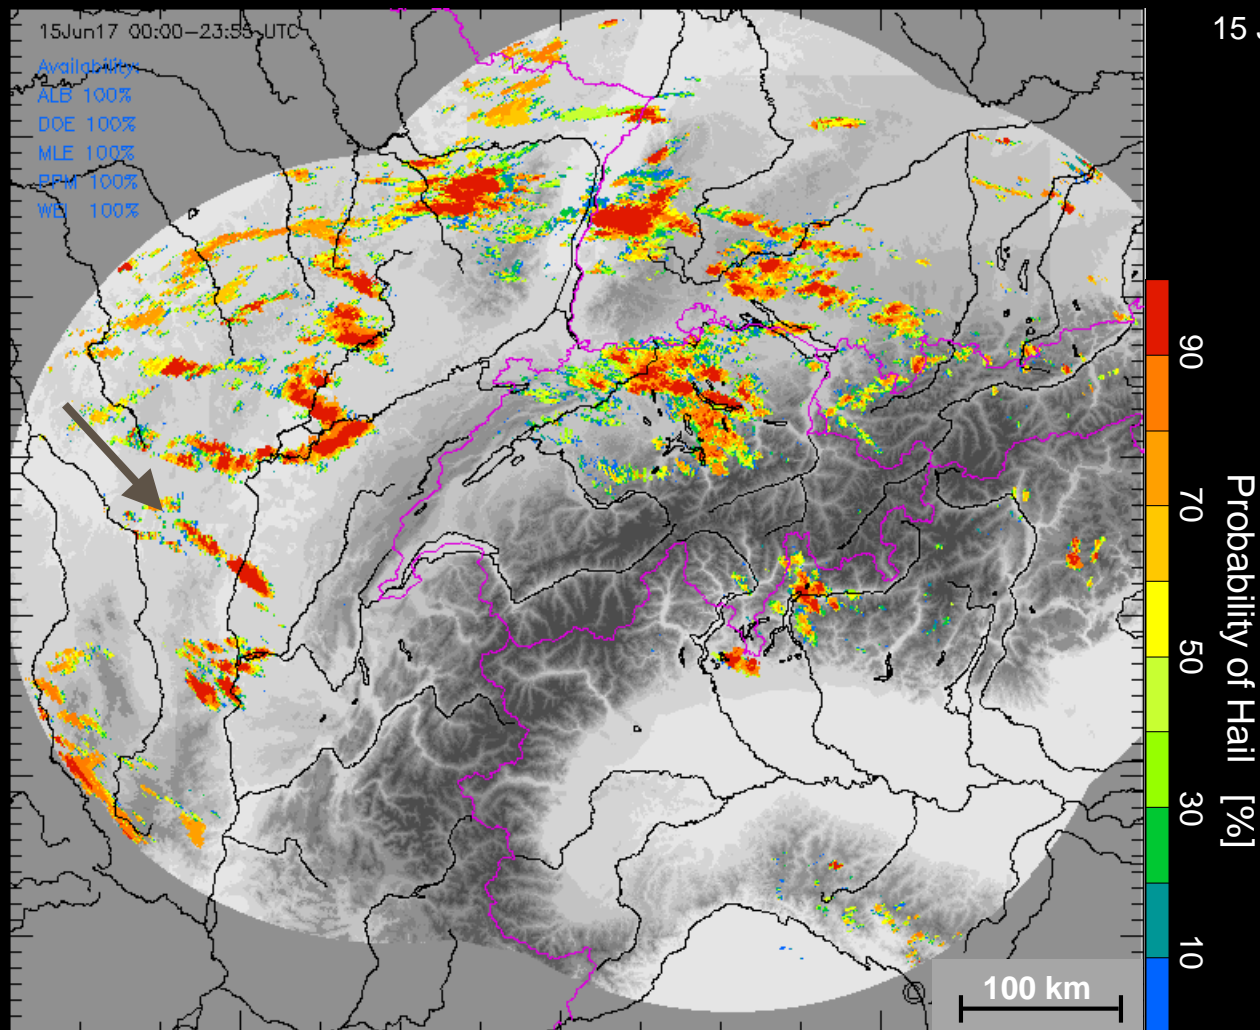 15Jun17 00:00-23:55 UTC
15 J
Availability:
ALB 100%
DOE 100%
MLE 100%
PPM 100%
WEI 100%
90
70
50
30
10
Probability of Hail [%]
100 km